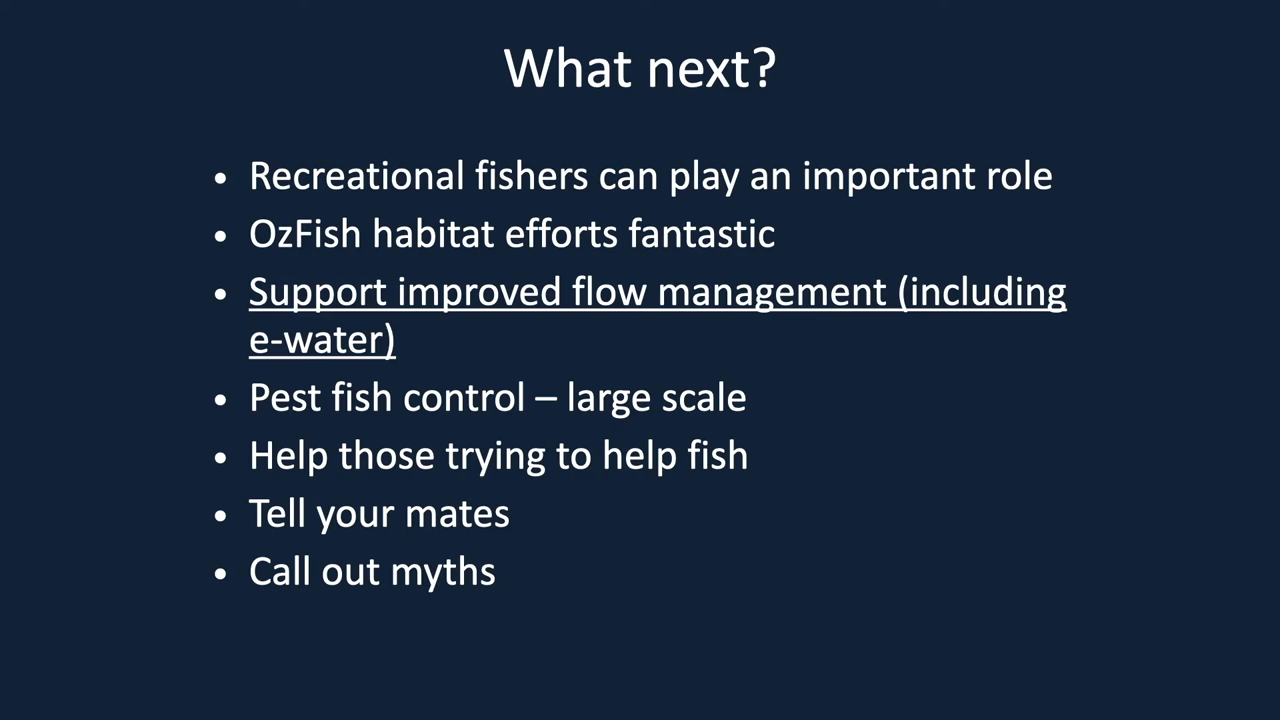 What next?
• Recreational fishers can play an important role
• OzFish habitat efforts fantastic
• Support improved flow management (including
e-water)
• Pest fish control – large scale
• Help those trying to help fish
• Tell your mates
• Call out myths